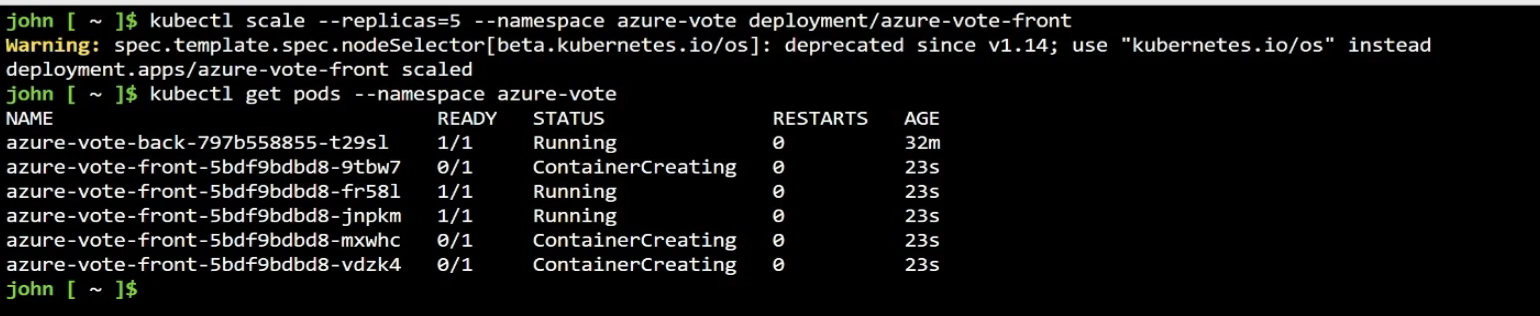 john [ ~ ]$ kubectl scale --replicas=5 --namespace azure-vote deployment/azure-vote-front
Warning: spec.template.spec.nodeSelector[beta.kubernetes.io/os]: deprecated since v1.14; use "kubernetes.io/os" instead
deployment.apps/azure-vote-front scaled
john [ ~ ]$ kubectl get pods --namespace azure-vote
NAME                                READY   STATUS              RESTARTS   AGE
azure-vote-back-797b558855-t29sl    1/1     Running             0          32m
azure-vote-front-5bdf9bdbd8-9tbw7   0/1     ContainerCreating   0          23s
azure-vote-front-5bdf9bdbd8-fr58l   1/1     Running             0          23s
azure-vote-front-5bdf9bdbd8-jnpkm   1/1     Running             0          23s
azure-vote-front-5bdf9bdbd8-mxwhc   0/1     ContainerCreating   0          23s
azure-vote-front-5bdf9bdbd8-vdzk4   0/1     ContainerCreating   0          23s
john [ ~ ]$